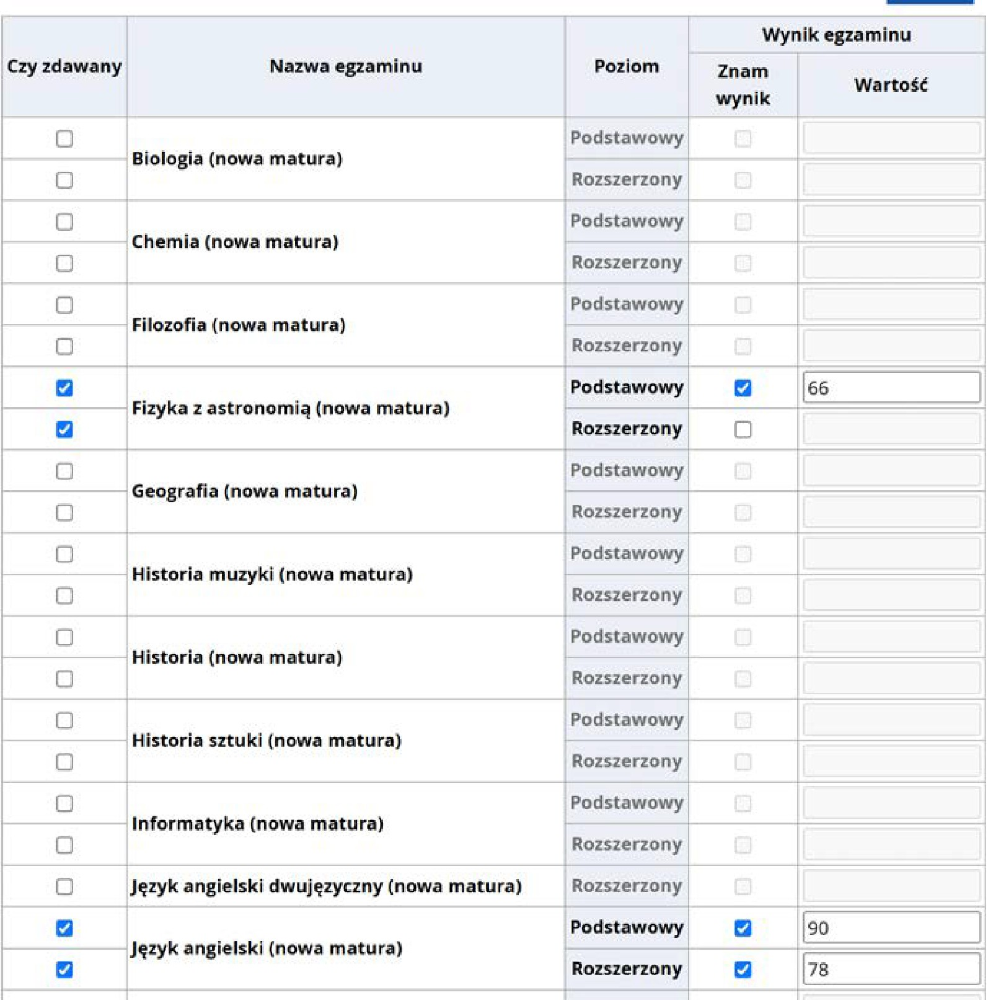 Czy zdawany
Nazwa egzaminu
Poziom
Wynik egzaminu
Znam
wynik
Wartość
Biologia (nowa matura)
Podstawowy
Rozszerzony
Chemia (nowa matura)
Podstawowy
Rozszerzony
Filozofia (nowa matura)
Podstawowy
Rozszerzony
Fizyka z astronomią (nowa matura)
Podstawowy
66
Rozszerzony
Geografia (nowa matura)
Podstawowy
Rozszerzony
Historia muzyki (nowa matura)
Podstawowy
Rozszerzony
Historia (nowa matura)
Podstawowy
Rozszerzony
Historia sztuki (nowa matura)
Podstawowy
Rozszerzony
Informatyka (nowa matura)
Podstawowy
Rozszerzony
Język angielski dwujęzyczny (nowa matura)
Rozszerzony
Język angielski (nowa matura)
Podstawowy
90
Rozszerzony
78